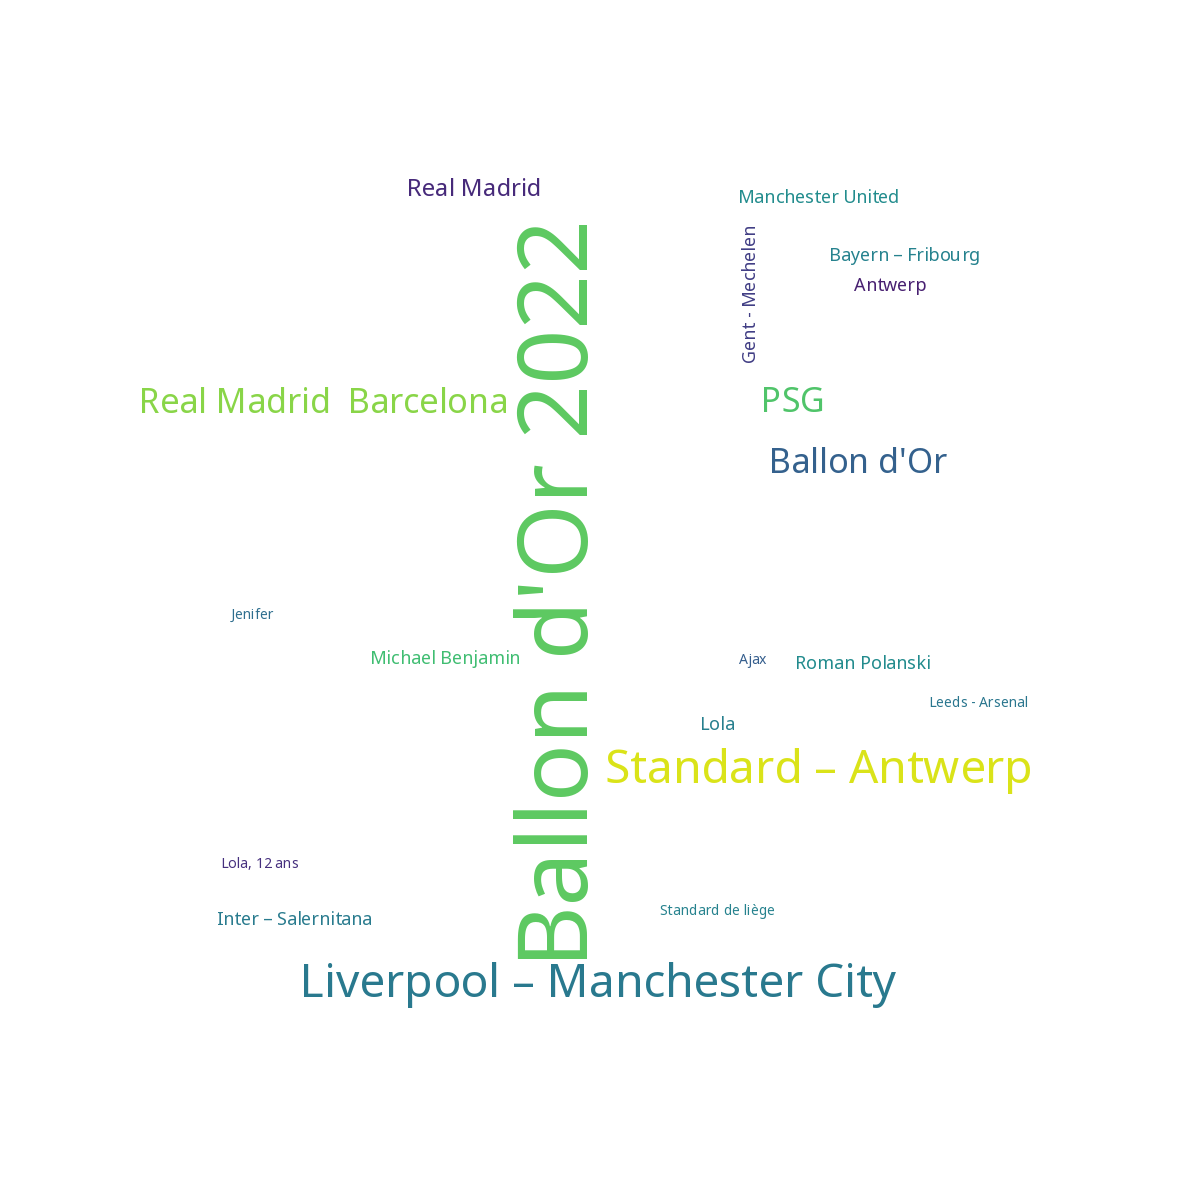 Real Madrid
Manchester United
Ballon d'Or 2022
Gent - Mechelen
Bayern – Fribourg
Antwerp
Real Madrid Barcelona
PSG
Ballon d'Or
Jenifer
Michael Benjamin
Ajax
Roman Polanski
Leeds - Arsenal
Lola
Standard – Antwerp
Lola, 12 ans
Standard de liège
Inter – Salernitana
Liverpool – Manchester City